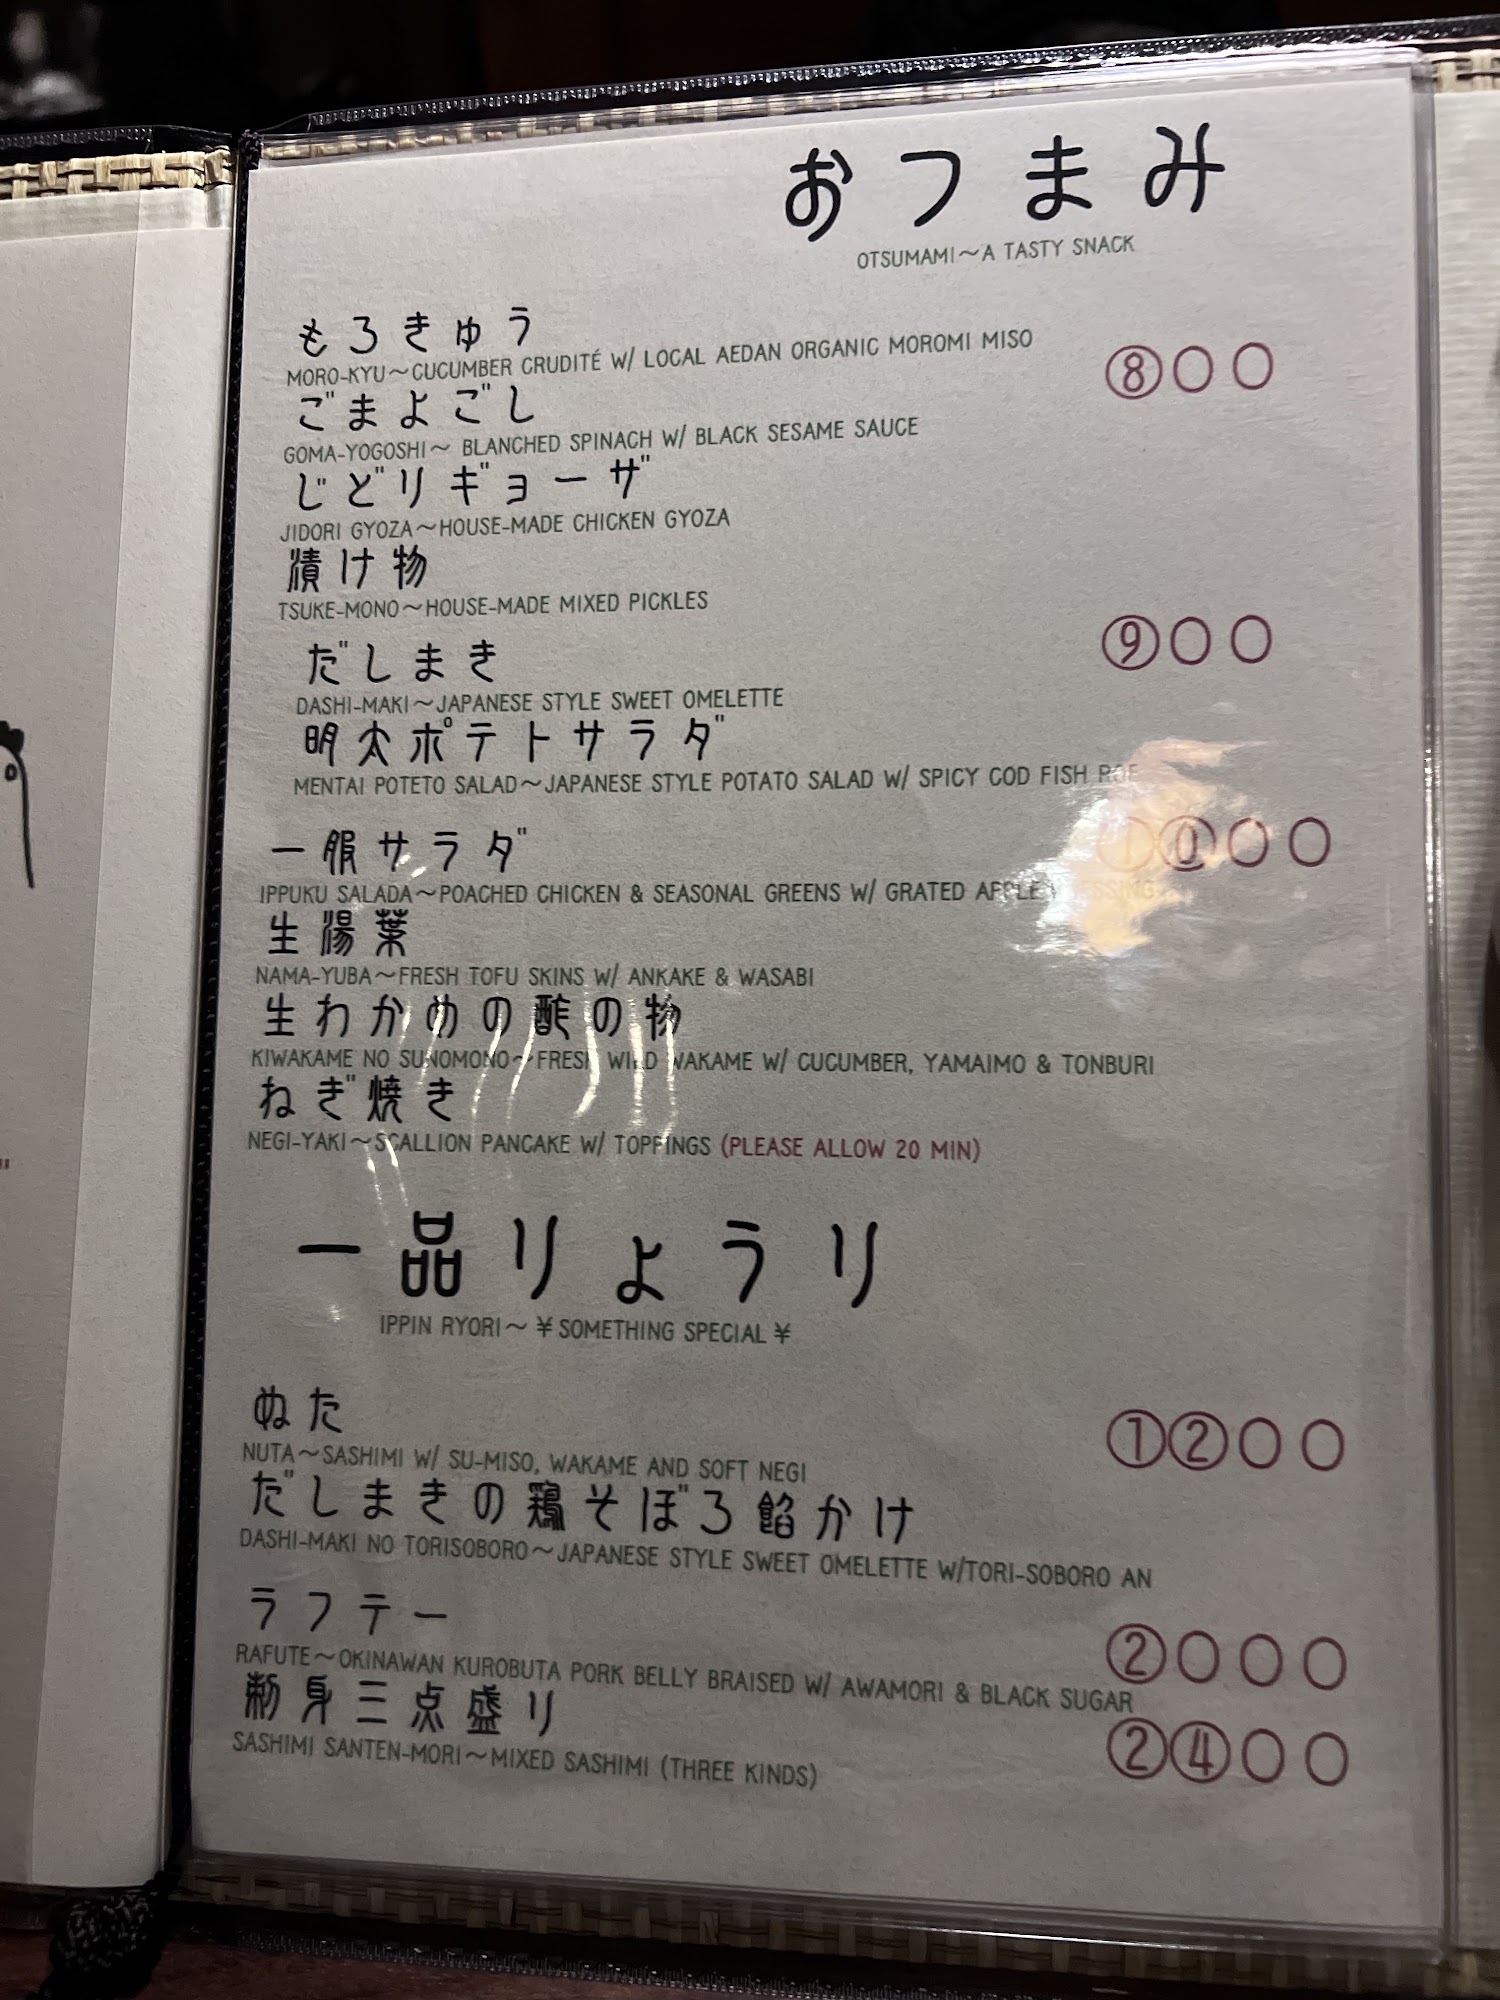 おつまみ
OTSUMAMI～A TASTY SNACK
もろきゅう
MORO-KYU～CUCUMBER CRUDITÉ W/ LOCAL AEDAN ORGANIC MOROMI MISO
⑧〇〇
ごまよごし
GOMA-YOGOSHI～ BLANCHED SPINACH W/ BLACK SESAME SAUCE
じどりギョーザ
JIDORI GYOZA～HOUSE-MADE CHICKEN GYOZA
漬け物
TSUKE-MONO～HOUSE-MADE MIXED PICKLES
⑨〇〇
だしまき
DASHI-MAKI～JAPANESE STYLE SWEET OMELETTE
明太ポテトサラダ
MENTAI POTETO SALAD～JAPANESE STYLE POTATO SALAD W/ SPICY COD FISH ROE
①⓪〇〇
一服サラダ
IPPUKU SALADA～POACHED CHICKEN & SEASONAL GREENS W/ GRATED APPLE
生湯葉
NAMA-YUBA～FRESH TOFU SKINS W/ ANKAKE & WASABI
生わかめの酢の物
KIWAKAME NO SUNOMONO～FRESH WILD WAKAME W/ CUCUMBER, YAMAIMO & TONBURI
ねぎ焼き
NEGI-YAKI～SCALLION PANCAKE W/ TOPPINGS (PLEASE ALLOW 20 MIN)
一品りょうり
IPPIN RYORI～ ¥ SOMETHING SPECIAL ¥
ぬた
NUTA～SASHIMI W/ SU-MISO, WAKAME AND SOFT NEGI
①②〇〇
だしまきの鶏そぼろ餡かけ
DASHI-MAKI NO TORISOBORO～JAPANESE STYLE SWEET OMELETTE W/TORI-SOBORO AN
ラフテー
RAFUTE～OKINAWAN KUROBUTA PORK BELLY BRAISED W/ AWAMORI & BLACK SUGAR
②〇〇〇
刺身三点盛り
SASHIMI SANTEN-MORI～MIXED SASHIMI (THREE KINDS)
②④〇〇